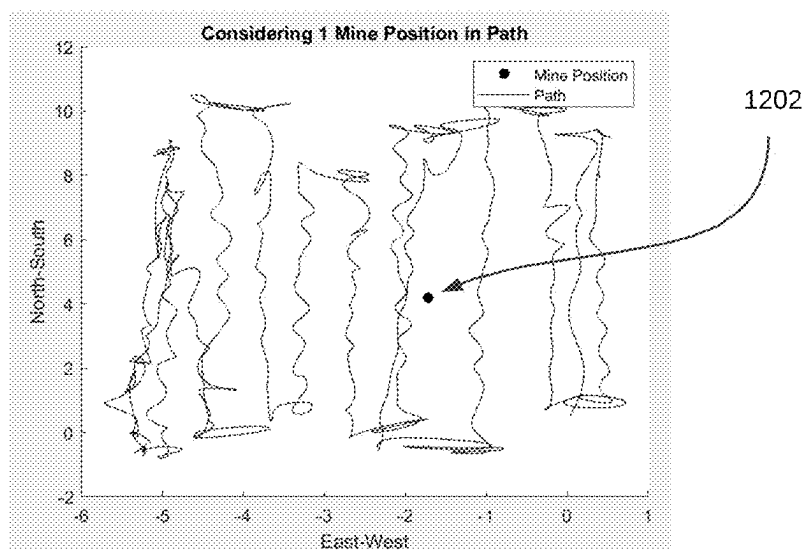 Considering 1 Mine Position in Path
12
Mine Position
Path
1202
10
8
6
4
2
0
-2
North-South
-6 -5 -4 -3 -2 -1 0 1
East-West